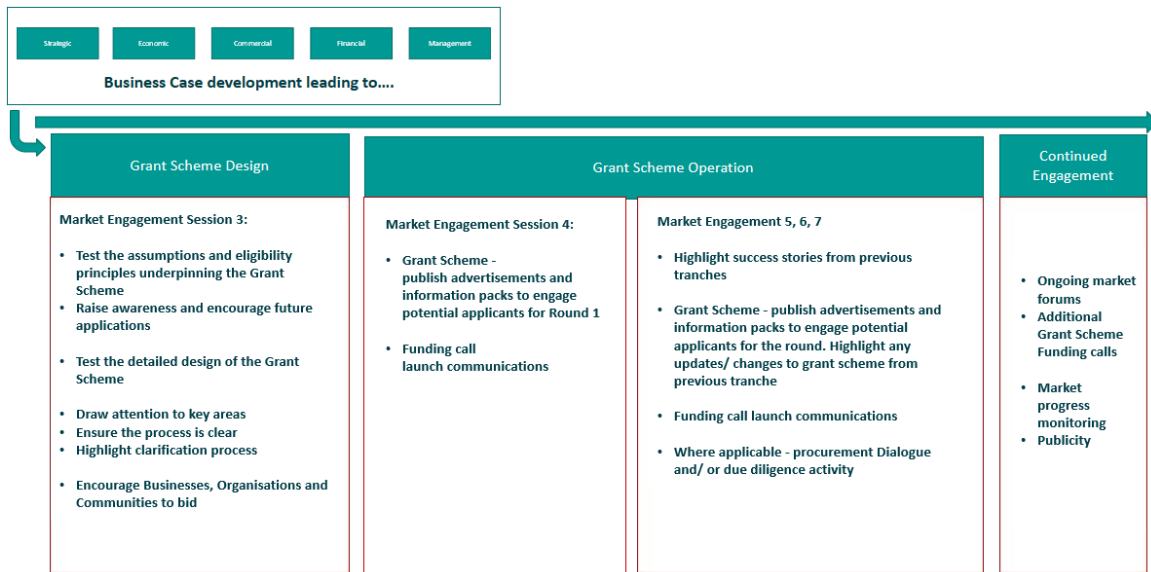 Strategic
Economic
Commercial
Financial
Management
Business Case development leading to....
Grant Scheme Design
Grant Scheme Operation
Continued
Engagement
Market Engagement Session 3:
• Test the assumptions and eligibility
principles underpinning the Grant
Scheme
• Raise awareness and encourage future
applications
• Test the detailed design of the Grant
Scheme
• Draw attention to key areas
• Ensure the process is clear
• Highlight clarification process
• Encourage Businesses, Organisations and
Communities to bid
Market Engagement Session 4:
• Grant Scheme -
publish advertisements and
information packs to engage
potential applicants for Round 1
• Funding call
launch communications
Market Engagement 5, 6, 7
• Highlight success stories from previous
tranches
• Grant Scheme - publish advertisements and
information packs to engage potential
applicants for the round. Highlight any
updates/ changes to grant scheme from
previous tranche
• Funding call launch communications
• Where applicable - procurement Dialogue
and/ or due diligence activity
• Ongoing market
forums
• Additional
Grant Scheme
Funding calls
• Market
progress
monitoring
• Publicity